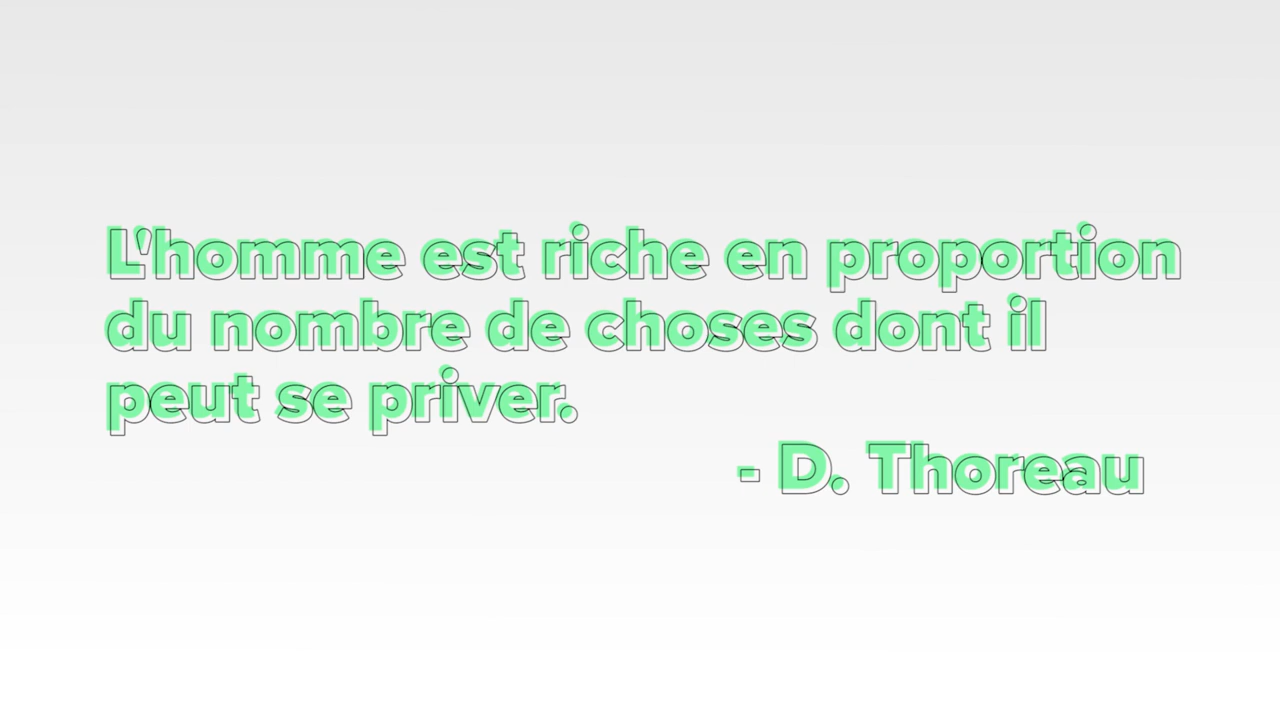 L'homme est riche en proportion
du nombre de choses dont il
peut se priver.
- D. Thoreau